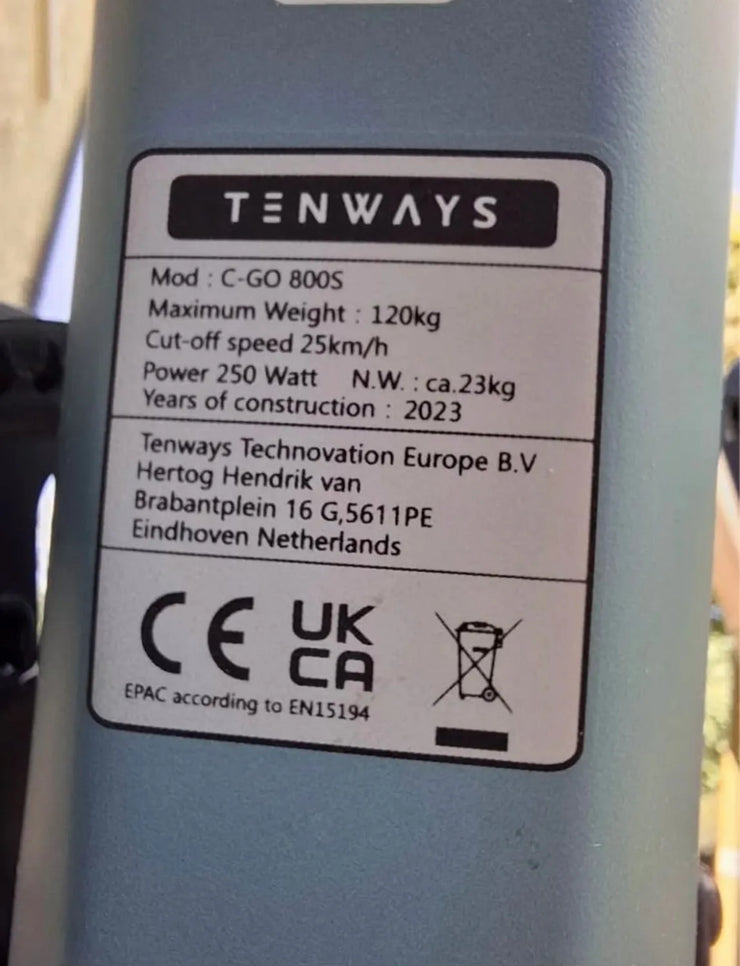 TENWAYS
Mod : C-GO 800S
Maximum Weight : 120kg
Cut-off speed 25km/h
Power 250 Watt N.W. : ca.23kg
Years of construction : 2023
Tenways Technovation Europe B.V
Hertog Hendrik van
Brabantplein 16 G,5611PE
Eindhoven Netherlands
CE UK
CA
EPAC according to EN15194